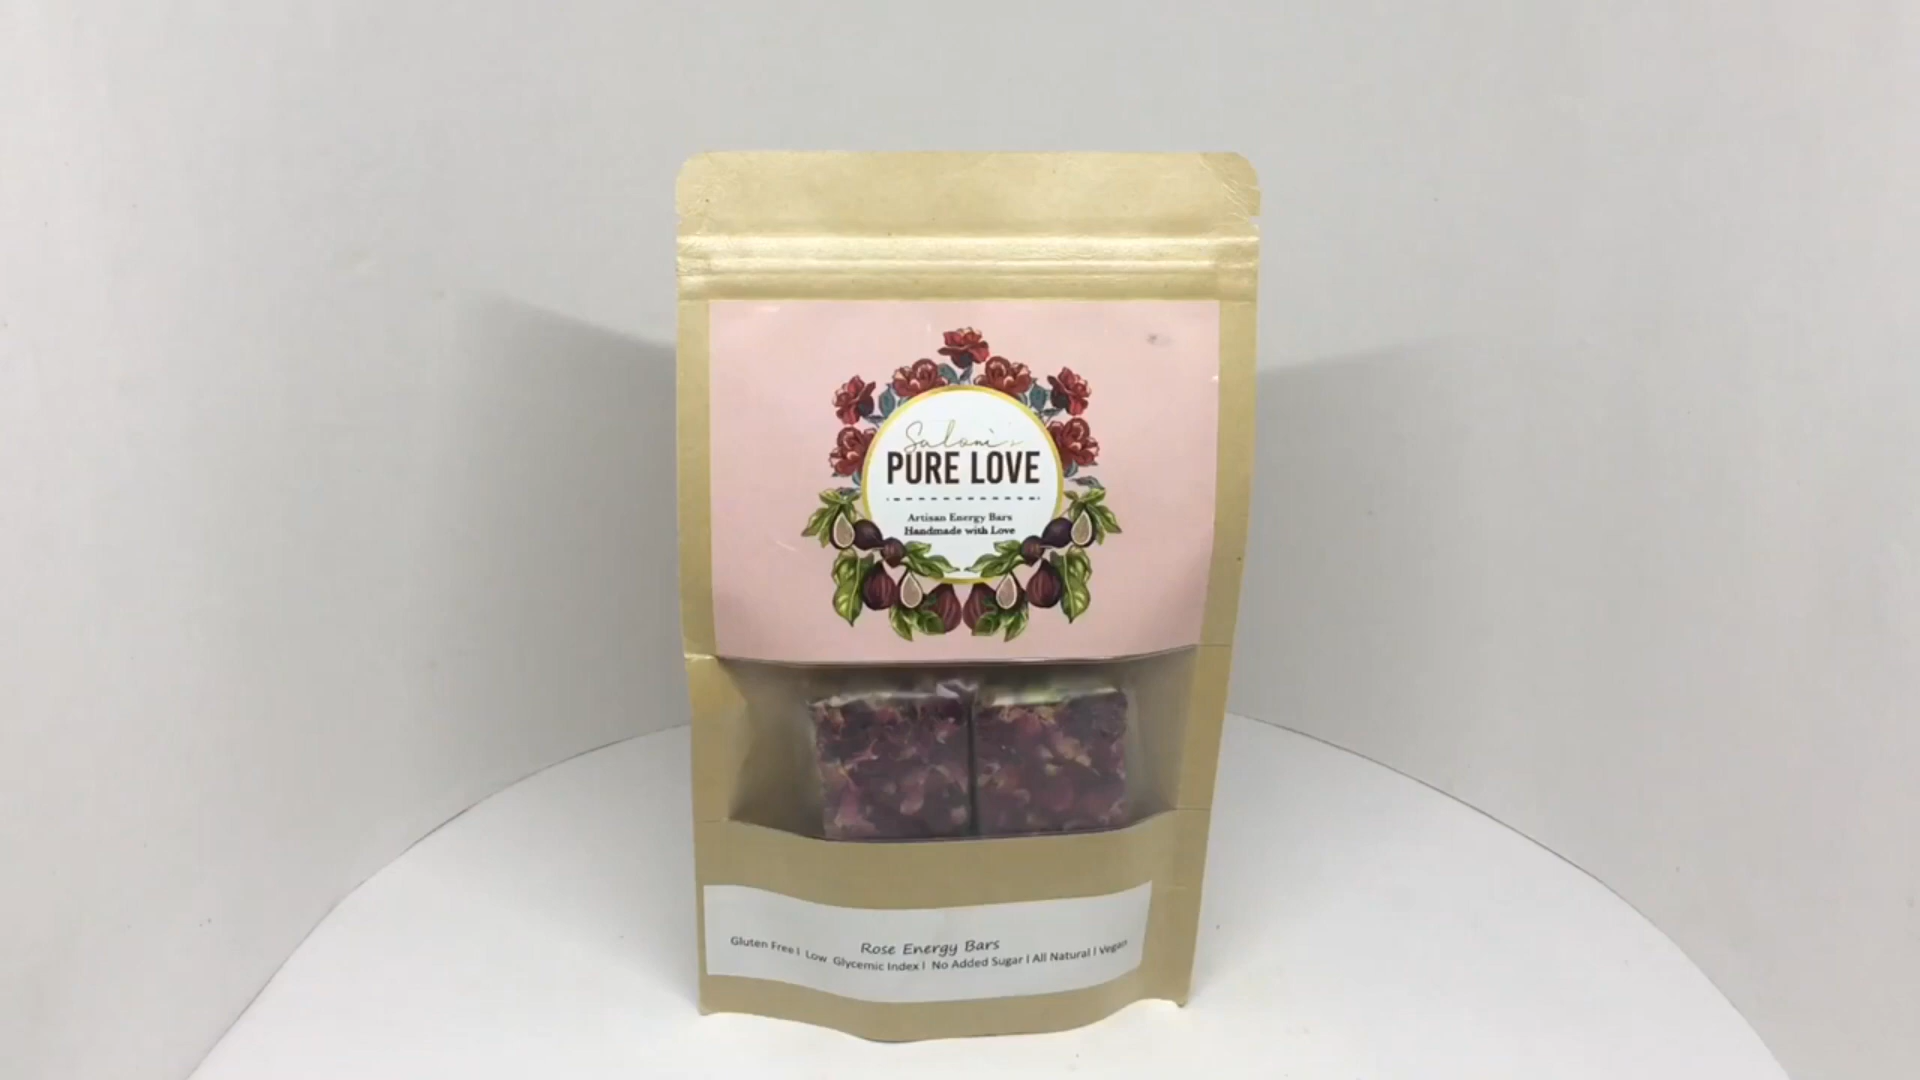 Saloni's
PURE LOVE
Artisan Energy Bars
Handmade with Love
Rose Energy Bars
Gluten Free | Low Glycemic Index | No Added Sugar | All Natural | Vegan